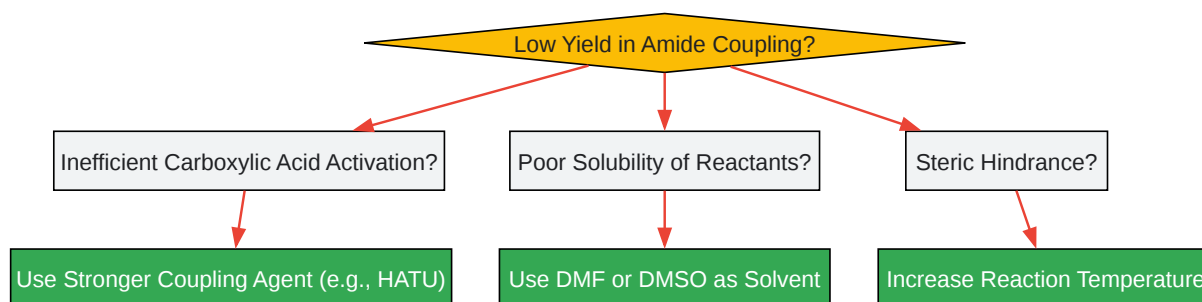 Low Yield in Amide Coupling?
Inefficient Carboxylic Acid Activation?
Poor Solubility of Reactants?
Steric Hindrance?
Use Stronger Coupling Agent (e.g., HATU)
Use DMF or DMSO as Solvent
Increase Reaction Temperature